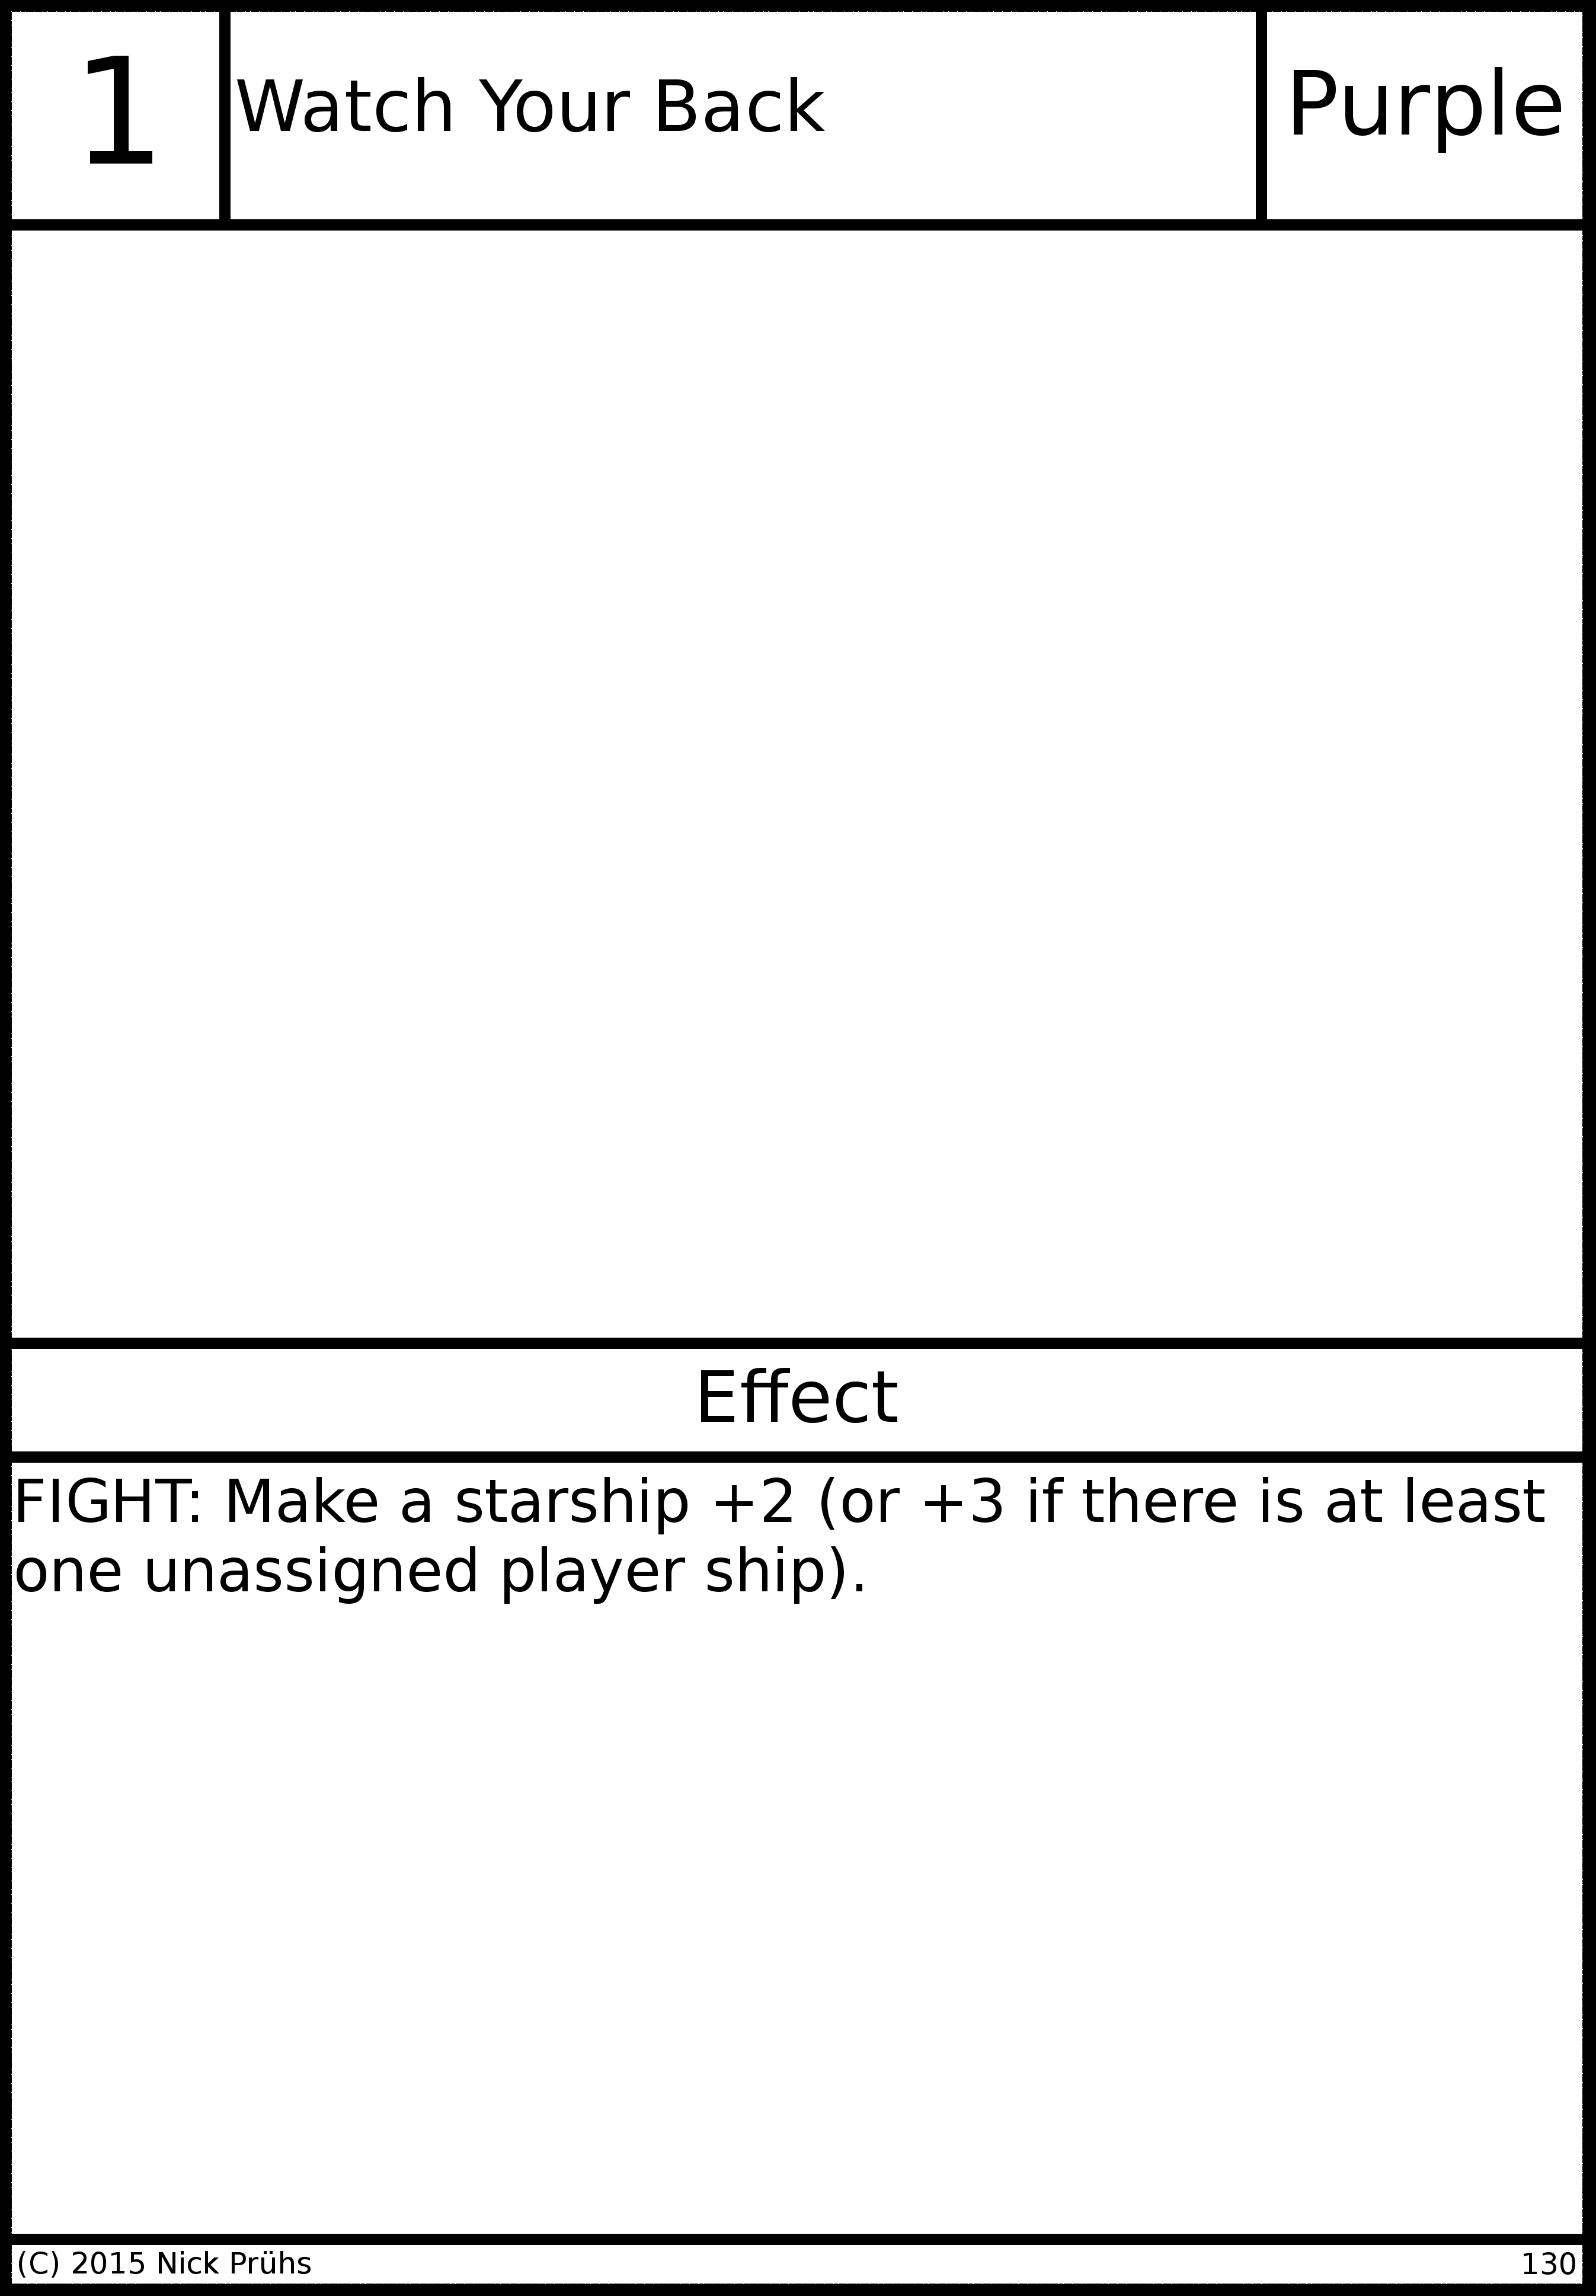 1
Watch Your Back
Purple
Effect
FIGHT: Make a starship +2 (or +3 if there is at least
one unassigned player ship).
(C) 2015 Nick Prühs
130